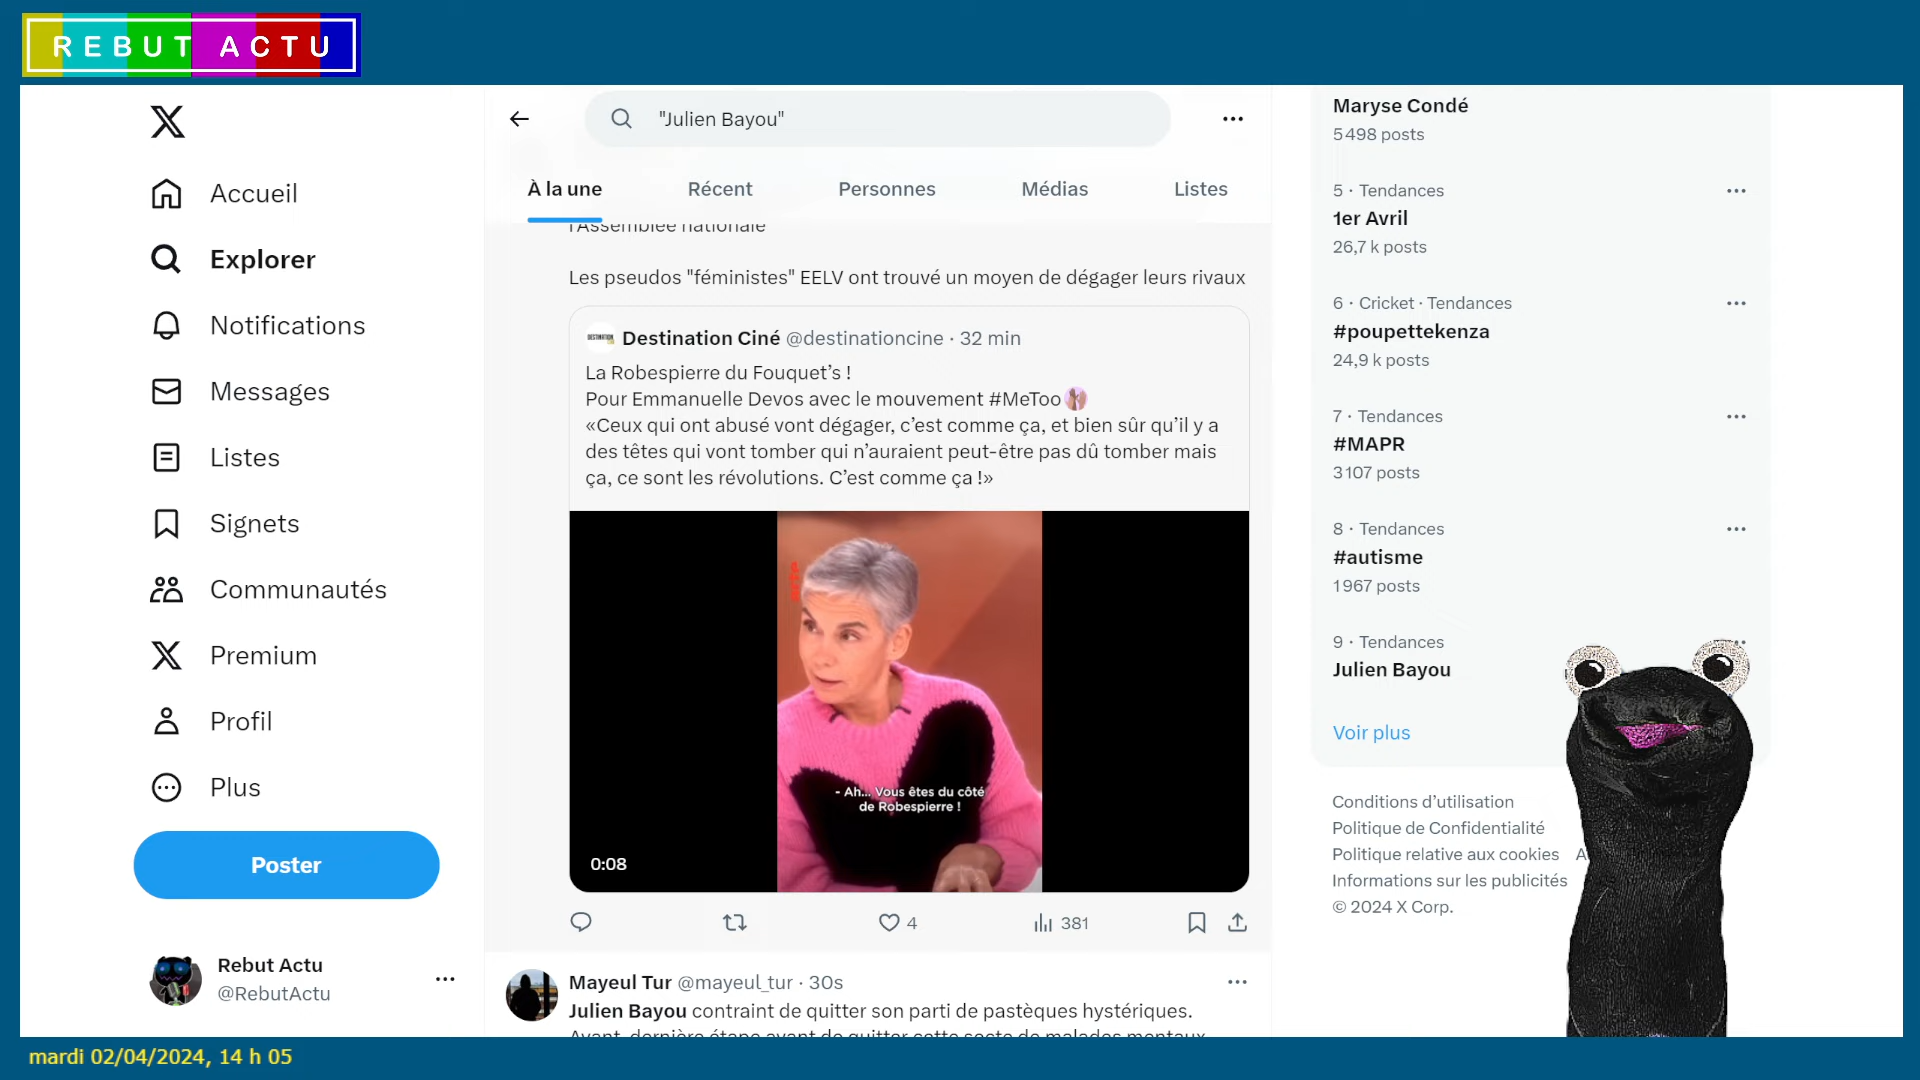 REBUT ACTU
Accueil
Explorer
Notifications
Messages
Listes
Signets
Communautés
Premium
Profil
Plus
Poster
Rebut Actu
@RebutActu
"Julien Bayou"
À la une
Récent
Personnes
Médias
Listes
l'Assemblée nationale
Les pseudos "féministes" EELV ont trouvé un moyen de dégager leurs rivaux
Destination Ciné @destinationcine · 32 min
La Robespierre du Fouquet’s !
Pour Emmanuelle Devos avec le mouvement #MeToo
«Ceux qui ont abusé vont dégager, c’est comme ça, et bien sûr qu’il y a
des têtes qui vont tomber qui n’auraient peut-être pas dû tomber mais
ça, ce sont les révolutions. C’est comme ça !»
arte
- Ah... Vous êtes du côté
de Robespierre !
0:08
4
381
Mayeul Tur @mayeul_tur · 30s
Julien Bayou contraint de quitter son parti de pastèques hystériques.
Avant-dernière étape avant de quitter cette secte de malades mentaux
Maryse Condé
5 498 posts
5 · Tendances
1er Avril
26,7 k posts
6 · Cricket · Tendances
#poupettekenza
24,9 k posts
7 · Tendances
#MAPR
3 107 posts
8 · Tendances
#autisme
1 967 posts
9 · Tendances
Julien Bayou
Voir plus
Conditions d’utilisation
Politique de Confidentialité
Politique relative aux cookies A
Informations sur les publicités
© 2024 X Corp.
mardi 02/04/2024, 14 h 05